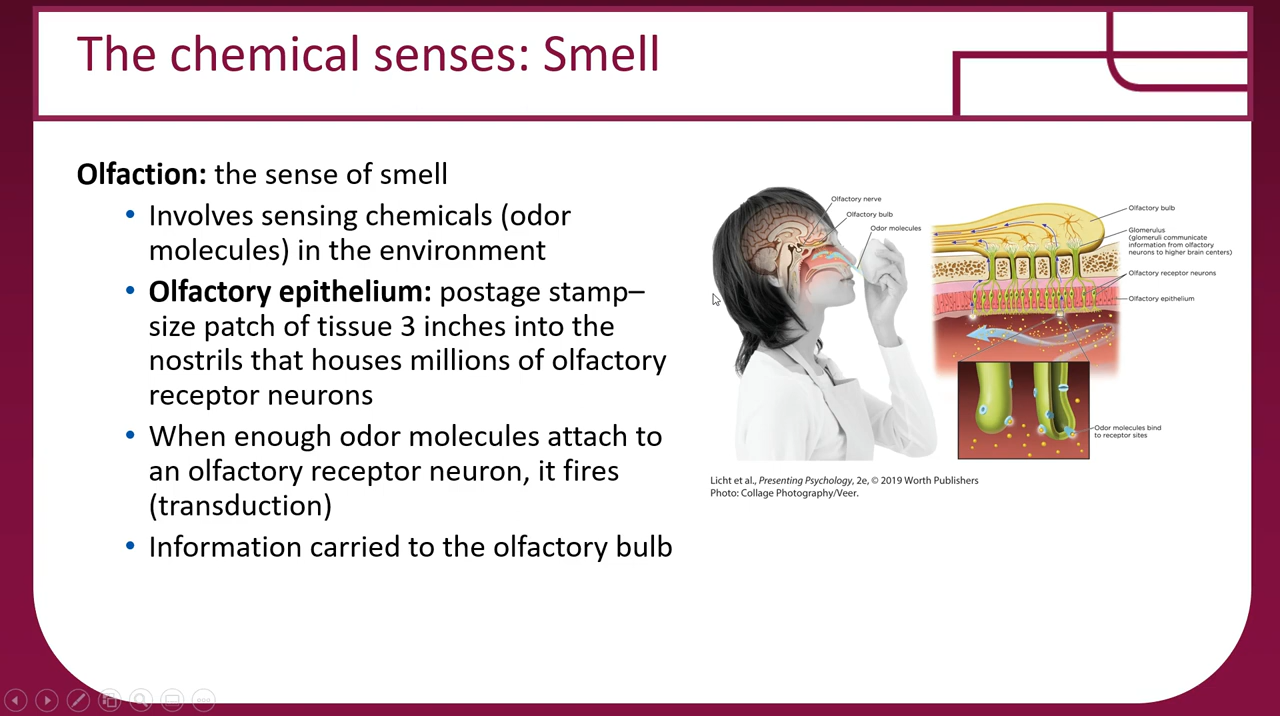 The chemical senses: Smell
Olfaction: the sense of smell
• Involves sensing chemicals (odor
molecules) in the environment
• Olfactory epithelium: postage stamp–
size patch of tissue 3 inches into the
nostrils that houses millions of olfactory
receptor neurons
• When enough odor molecules attach to
an olfactory receptor neuron, it fires
(transduction)
• Information carried to the olfactory bulb
Olfactory nerve
Olfactory bulb
Odor molecules
Olfactory bulb
Glomerulus
(glomeruli communicate
information from olfactory
neurons to higher brain centers)
Olfactory receptor neurons
Olfactory epithelium
Odor molecules bind
to receptor sites
Licht et al., Presenting Psychology, 2e, © 2019 Worth Publishers
Photo: Collage Photography/Veer.